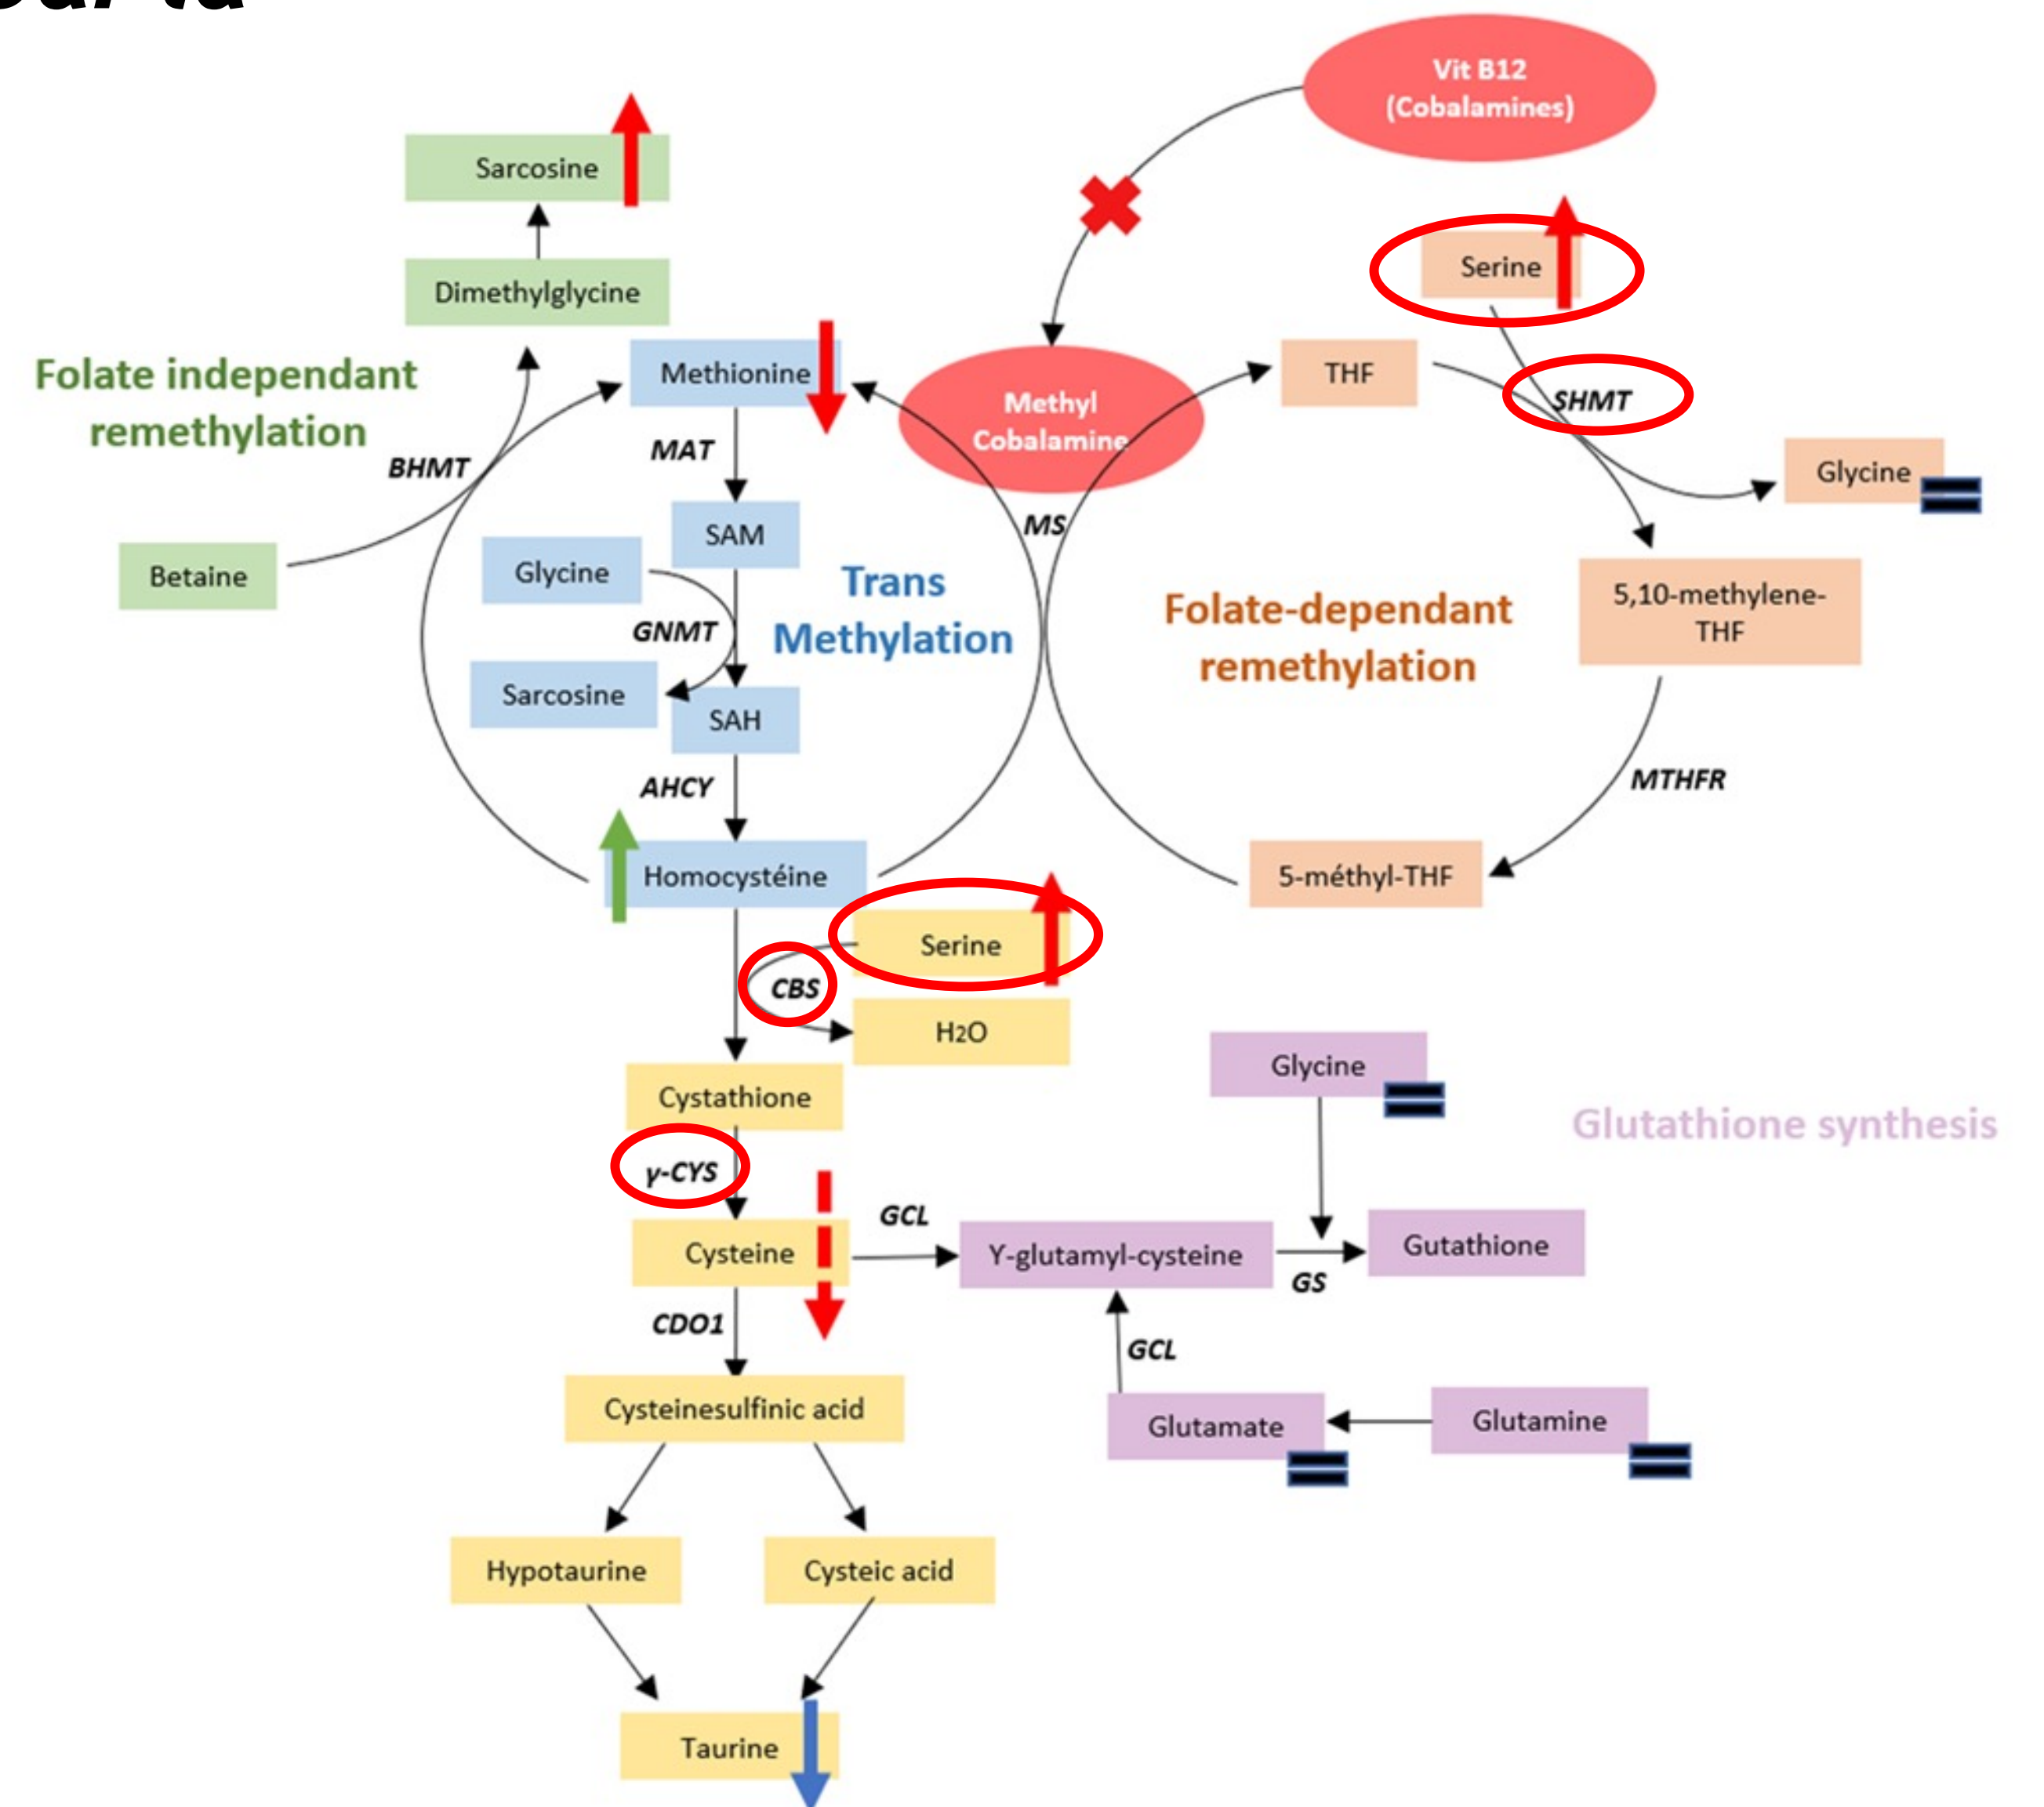 Vit B12
(Cobalamines)
Sarcosine
Serine
Dimethylglycine
Folate independant
remethylation
Methionine
Methyl
Cobalamine
THF
SHMT
BHMT
MAT
Glycine
MS
SAM
Betaine
Glycine
Trans
Methylation
5,10-methylene-
THF
GNMT
Folate-dependant
remethylation
Sarcosine
SAH
AHCY
MTHFR
Homocystéine
5-méthyl-THF
Serine
CBS
H2O
Glycine
Cystathione
Glutathione synthesis
γ-CYS
GCL
Cysteine
Y-glutamyl-cysteine
Gutathione
GS
CDO1
GCL
Cysteinesulfinic acid
Glutamate
Glutamine
Hypotaurine
Cysteic acid
Taurine